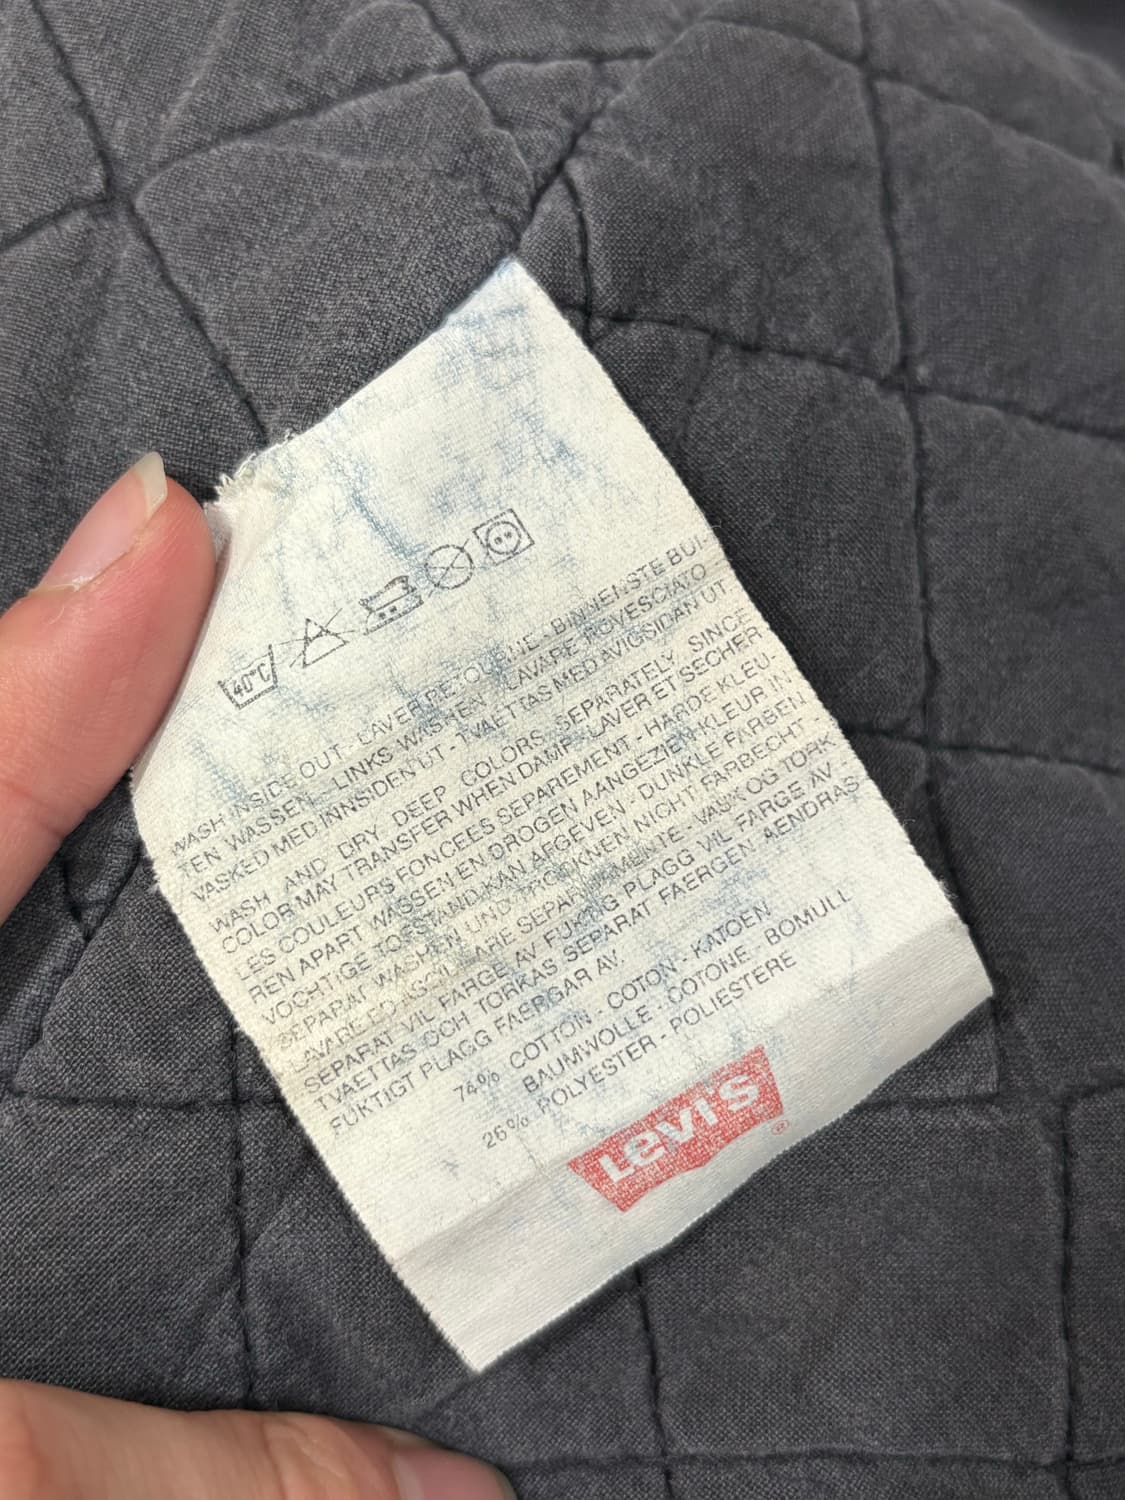 40°C
WASH INSIDE OUT - LAVER RETOURNE - BINNENSTE BUI-
TEN WASSEN - LINKS WASHEN - LAVARE ROVESCIATO
VASKED MED INNSIDEN UT - TVAETTAS MED AVIGSIDAN UT
WASH AND DRY DEEP COLORS SEPARATELY. SINCE
COLOR MAY TRANSFER WHEN DAMP - LAVER ET SECHER
LES COULEURS FONCEES SEPAREMENT - HARDE KLEU-
REN APART WASSEN EN DROGEN AANGEZIEN KLEUR IN
VOCHTIGE TOESTAND KAN AFGEVEN - DUNKLE FARBEN
SEPARAT WASHEN UND TROCKNEN NICHT FARBECHT -
LAVARE ED SEPARATAMENTE - VASK OG TORK
SEPARAT VIL FARGE AV FUKTIG PLAGG VIL FARGE AV -
TVAETTAS OCH TORKAS SEPARAT FAERGEN AENDRAS
FUKTIGT PLAGG FAERGAR AV.
74% COTTON - COTON - KATOEN
BAUMWOLLE - COTONE - BOMULL
26% POLYESTER - POLIESTERE
Levi's ®